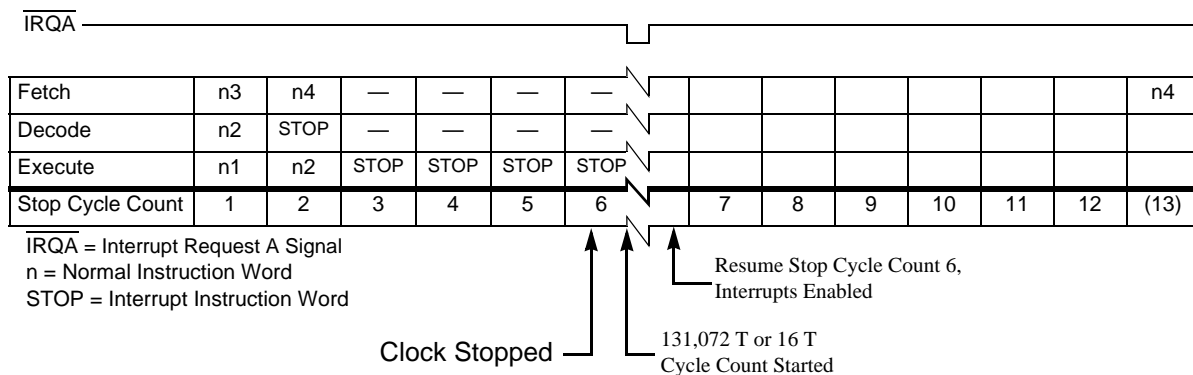 IRQA
Fetch n3 n4 — — — — n4
Decode n2 STOP — — — —
Execute n1 n2 STOP STOP STOP STOP
Stop Cycle Count 1 2 3 4 5 6 7 8 9 10 11 12 (13)
IRQA = Interrupt Request A Signal
n = Normal Instruction Word
STOP = Interrupt Instruction Word
Resume Stop Cycle Count 6,
Interrupts Enabled
Clock Stopped
131,072 T or 16 T
Cycle Count Started